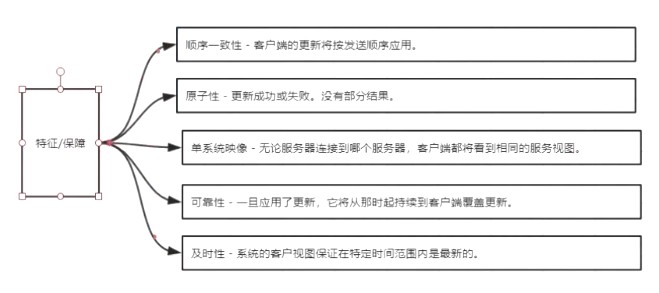 顺序一致性 - 客户端的更新将按发送顺序应用。
原子性 - 更新成功或失败。没有部分结果。
特征/保障
单系统映像 - 无论服务器连接到哪个服务器，客户端都将看到相同的服务视图。
可靠性 - 一旦应用了更新，它将从那时起持续到客户端覆盖更新。
及时性 - 系统的客户视图保证在特定时间范围内是最新的。